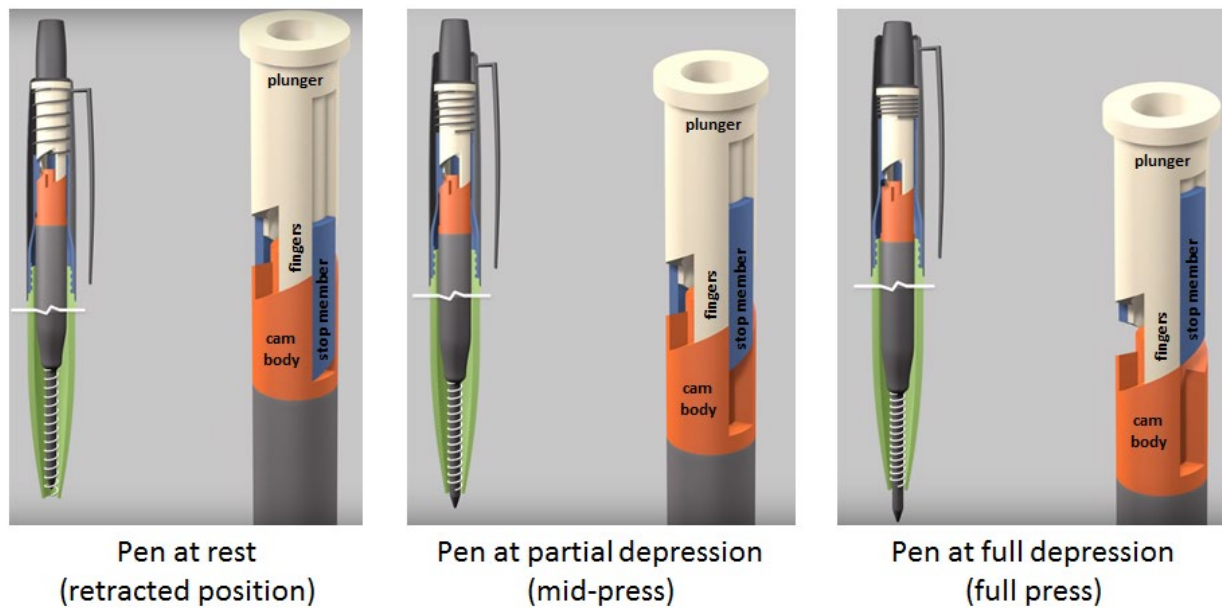 plunger
fingers
stop member
cam
body
Pen at rest
(retracted position)
plunger
fingers
stop member
cam
body
Pen at partial depression
(mid-press)
plunger
fingers
stop member
cam
body
Pen at full depression
(full press)